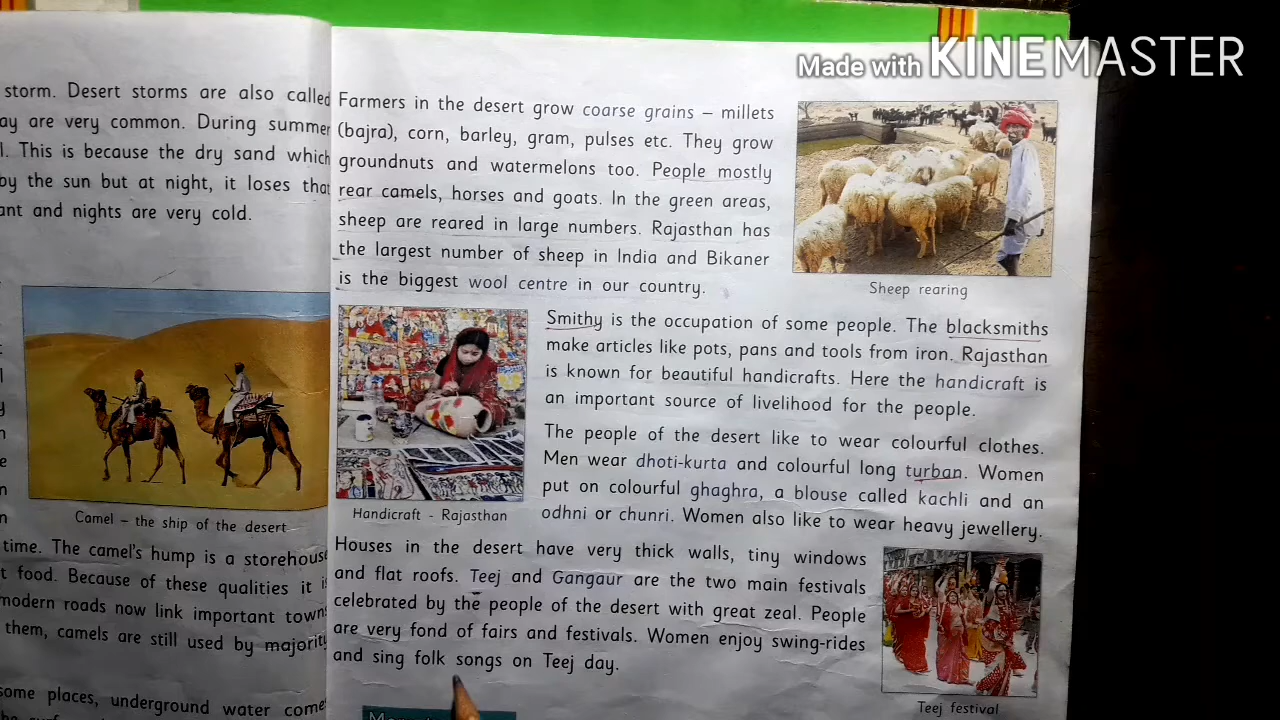 Made with KINEMASTER
storm. Desert storms are also called
are very common. During summer
This is because the dry sand which
by the sun but at night, it loses that
and nights are very cold.
Camel – the ship of the desert
time. The camel's hump is a storehouse
food. Because of these qualities it
modern roads now link important towns
them, camels are still used by majority
some places, underground water
Farmers in the desert grow coarse grains – millets
(bajra), corn, barley, gram, pulses etc. They grow
groundnuts and watermelons too. People mostly
rear camels, horses and goats. In the green areas,
sheep are reared in large numbers. Rajasthan has
the largest number of sheep in India and Bikaner
is the biggest wool centre in our country.
Sheep rearing
Smithy is the occupation of some people. The blacksmiths
make articles like pots, pans and tools from iron. Rajasthan
is known for beautiful handicrafts. Here the handicraft is
an important source of livelihood for the people.
Handicraft - Rajasthan
The people of the desert like to wear colourful clothes.
Men wear dhoti-kurta and colourful long turban. Women
put on colourful ghaghra, a blouse called kachli and an
odhni or chunri. Women also like to wear heavy jewellery.
Houses in the desert have very thick walls, tiny windows
and flat roofs. Teej and Gangaur are the two main festivals
celebrated by the people of the desert with great zeal. People
are very fond of fairs and festivals. Women enjoy swing-rides
and sing folk songs on Teej day.
Teej festival